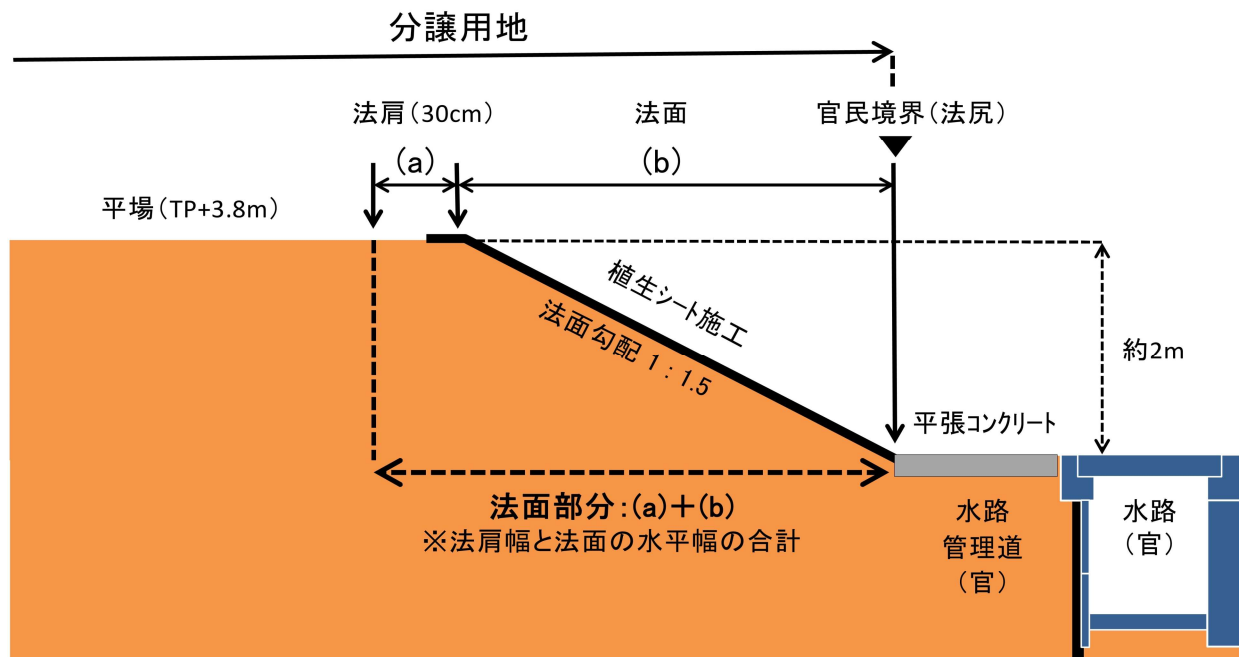 分譲用地
法肩(30cm)
法面
官民境界(法尻)
(a)
(b)
平場(TP+3.8m)
植生シート施工
法面勾配 1:1.5
約2m
平張コンクリート
法面部分:(a)+(b)
※法肩幅と法面の水平幅の合計
水路
管理道
(官)
水路
(官)